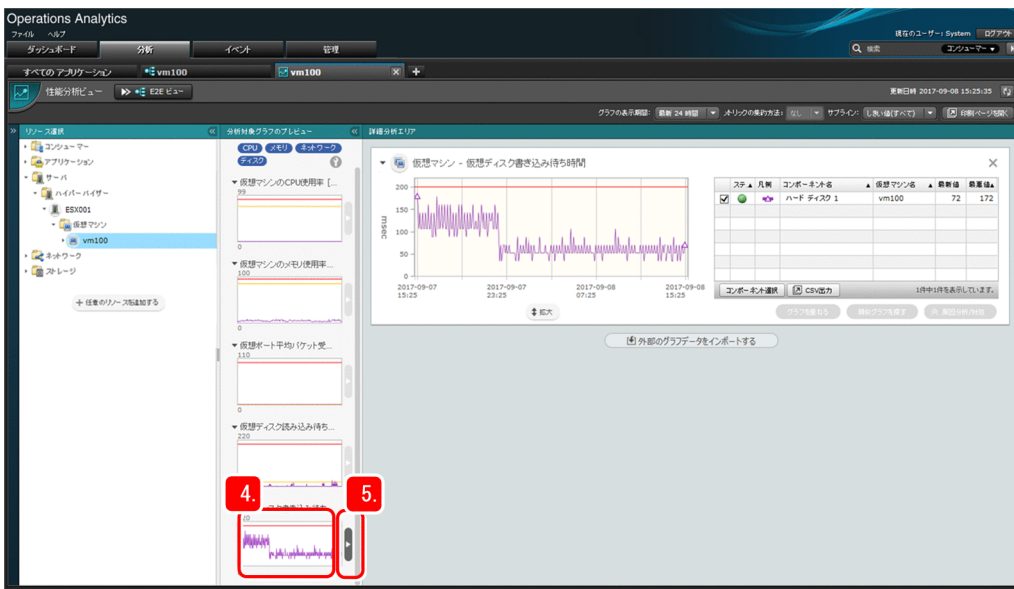 Operations Analytics
ファイル ヘルプ
現在のユーザー: System ログアウト
ダッシュボード 分析 イベント 管理
検索 コンシューマー
すべての アプリケーション vm100 vm100 × +
性能分析ビュー E2E ビュー
更新日時 2017-09-08 15:25:35
グラフの表示期間: 最新 24 時間 メトリックの集約方法: なし サブライン: しきい値(すべて) 印刷ページを開く
リソース選択
分析対象グラフのプレビュー
詳細分析エリア
コンシューマー
アプリケーション
サーバ
ハイパーバイザー
ESX001
仮想マシン
vm100
ネットワーク
ストレージ
+ 任意のリソースを追加する
CPU メモリ ネットワーク
ディスク ?
仮想マシンのCPU使用率 [...
99
0
仮想マシンのメモリ使用率...
100
0
仮想ポート平均パケット受...
110
0
仮想ディスク読み込み待ち...
220
4.
5.
仮想マシン - 仮想ディスク書き込み待ち時間 ×
msec
200
150
100
50
0
2017-09-07 15:25
2017-09-07 23:25
2017-09-08 07:25
2017-09-08 15:25
拡大
ステ▲ 凡例 コンポーネント名 ▲ 仮想マシン名 ▲ 最新値 最悪値▲
ハード ディスク 1 vm100 72 172
コンポーネント選択 CSV出力 1件中1件を表示しています。
グラフを重ねる 類似グラフを探す 原因分析/対処
外部のグラフデータをインポートする